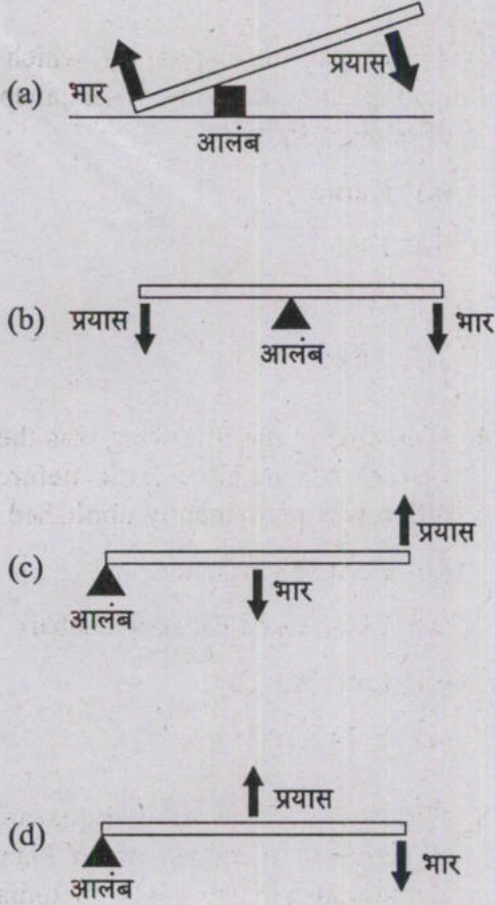 (a) भार प्रयास
आलंब
(b) प्रयास भार
आलंब
प्रयास
(c) भार
आलंब
प्रयास
(d) भार
आलंब